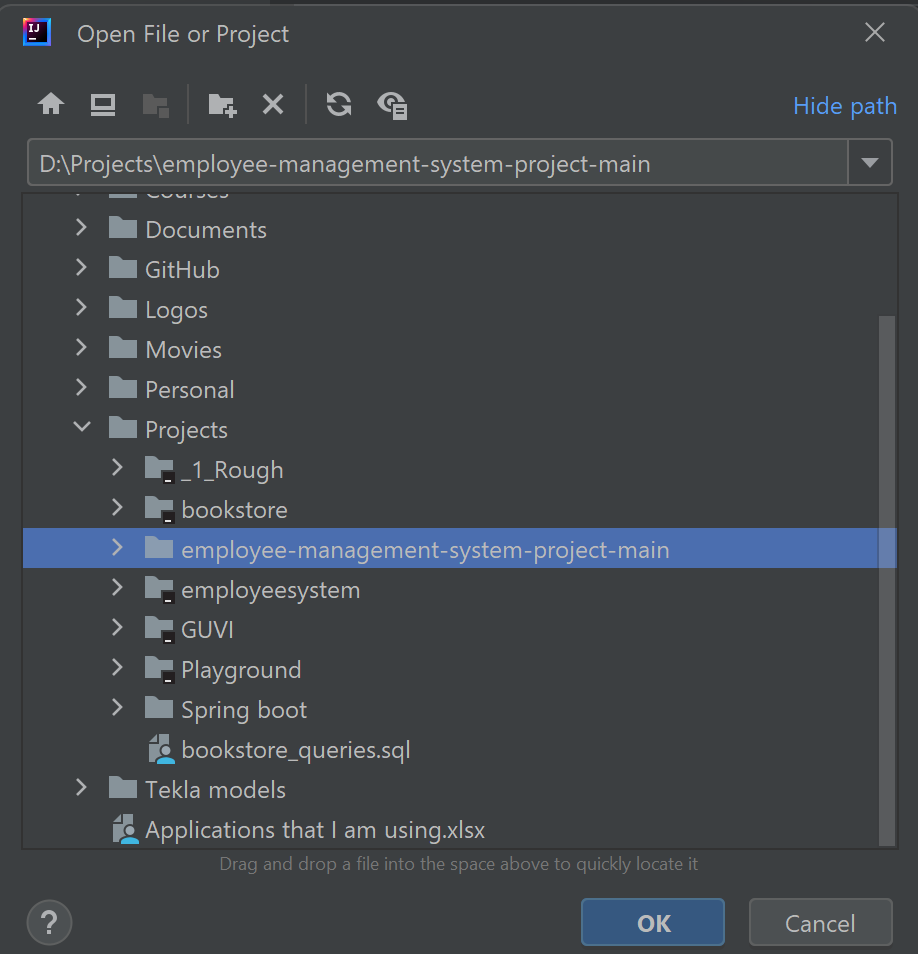 IJ
Open File or Project
Hide path
D:\Projects\employee-management-system-project-main
Courses
Documents
GitHub
Logos
Movies
Personal
Projects
_1_Rough
bookstore
employee-management-system-project-main
employeesystem
GUVI
Playground
Spring boot
bookstore_queries.sql
Tekla models
Applications that I am using.xlsx
Drag and drop a file into the space above to quickly locate it
?
OK
Cancel